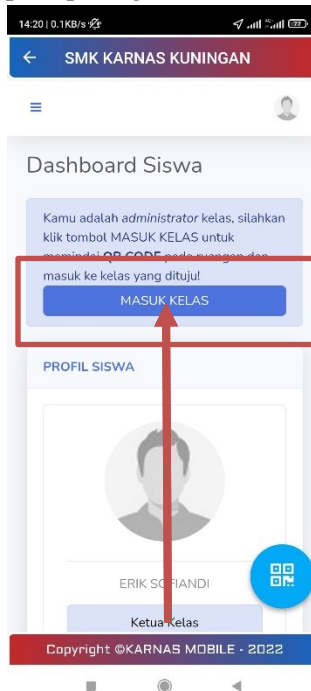 14:20 | 0.1KB/s
77
SMK KARNAS KUNINGAN
Dashboard Siswa
Kamu adalah administrator kelas, silahkan
klik tombol MASUK KELAS untuk
memindai QR CODE pada ruangan dan
masuk ke kelas yang dituju!
MASUK KELAS
PROFIL SISWA
ERIK SOFIANDI
Ketua Kelas
Copyright ©KARNAS MOBILE - 2022